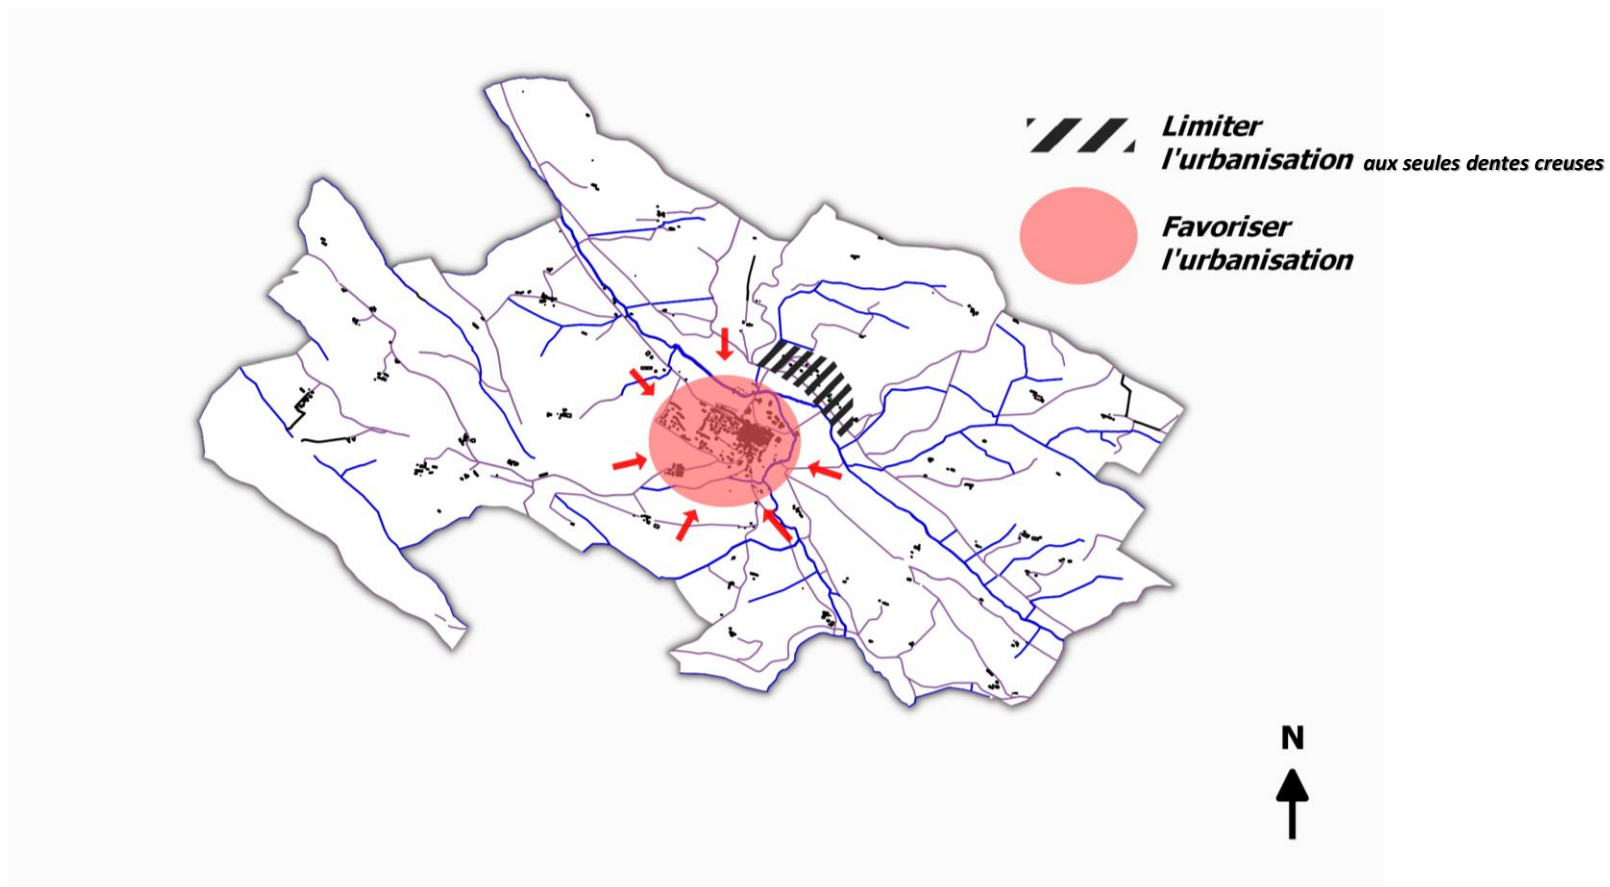 Limiter
l'urbanisation aux seules dentes creuses
Favoriser
l'urbanisation
N